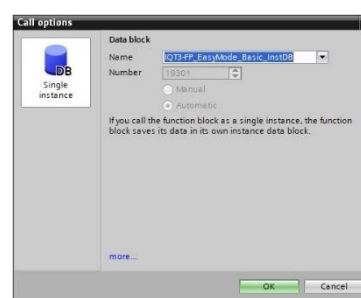 Call options
Data block
DB
Single
instance
Name
IQT3-FP_EasyMode_Basic_InstDB
Number
19301
Manual
Automatic
If you call the function block as a single instance, the function
block saves its data in its own instance data block.
more...
OK
Cancel